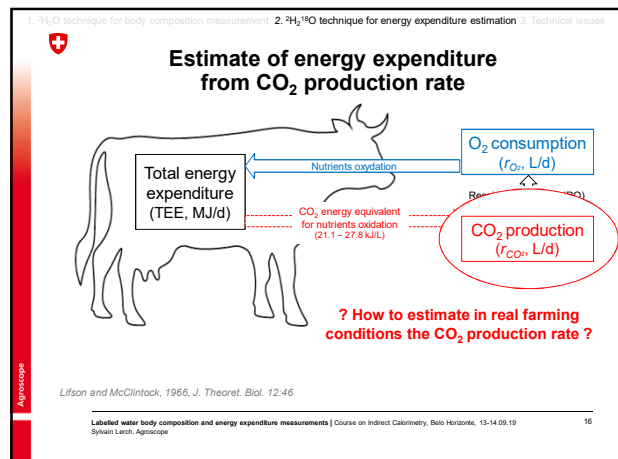 1. ²H₂O technique for body composition measurement 2. ²H₂¹⁸O technique for energy expenditure estimation 3. Technical issues
Estimate of energy expenditure
from CO₂ production rate
O₂ consumption
(rO₂, L/d)
Nutrients oxydation
Total energy
expenditure
(TEE, MJ/d)
CO₂ energy equivalent
for nutrients oxidation
(21.1 – 27.8 kJ/L)
CO₂ production
(rCO₂, L/d)
? How to estimate in real farming
conditions the CO₂ production rate ?
Agroscope
Lifson and McClintock, 1966, J. Theoret. Biol. 12:46
Labelled water body composition and energy expenditure measurements | Course on Indirect Calorimetry, Belo Horizonte, 13-14.09.19
Sylvain Lerch, Agroscope
16